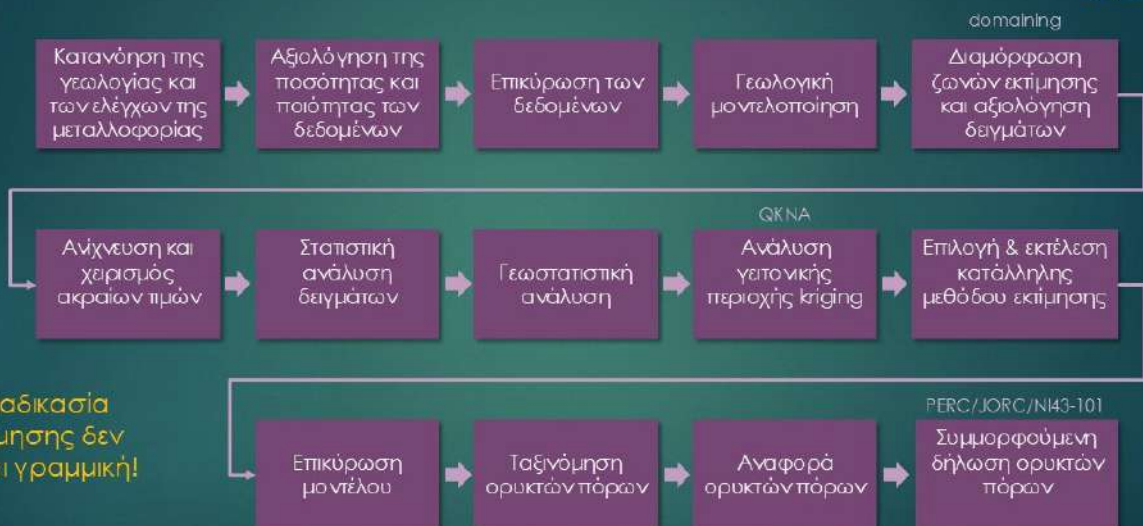 domaining
Κατανόηση της
γεωλογίας και
των ελέγχων της
μεταλλοφορίας
Αξιολόγηση της
ποσότητας και
ποιότητας των
δεδομένων
Επικύρωση των
δεδομένων
Γεωλογική
μοντελοποίηση
Διαμόρφωση
ζωνών εκτίμησης
και αξιολόγηση
δειγμάτων
QKNA
Ανίχνευση και
χειρισμός
ακραίων τιμών
Στατιστική
ανάλυση
δειγμάτων
Γεωστατιστική
ανάλυση
Ανάλυση
γειτονικής
περιοχής kriging
Επιλογή & εκτέλεση
κατάλληλης
μεθόδου εκτίμησης
αδικασία
μησης δεν
ι γραμμική!
PERC/JORC/NI43-101
Επικύρωση
μοντέλου
Ταξινόμηση
ορυκτών πόρων
Αναφορά
ορυκτών πόρων
Συμμορφούμενη
δήλωση ορυκτών
πόρων